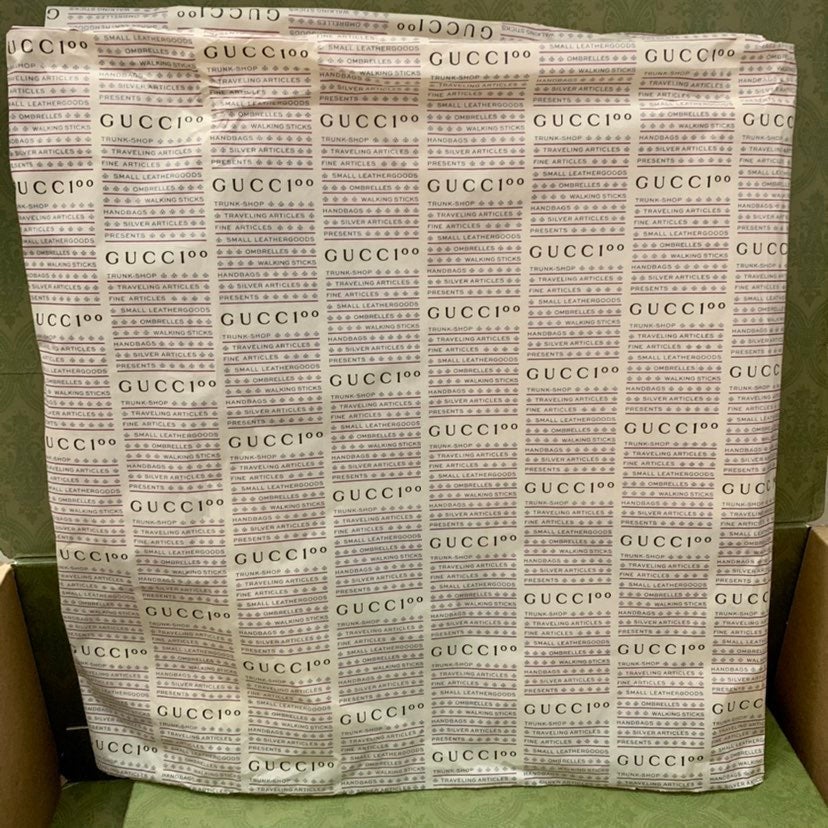 GUCCI100
TRUNK-SHOP
TRAVELING ARTICLES
FINE ARTICLES
SMALL LEATHERGOODS
OMBRELLES
WALKING STICKS
HANDBAGS
SILVER ARTICLES
PRESENTS